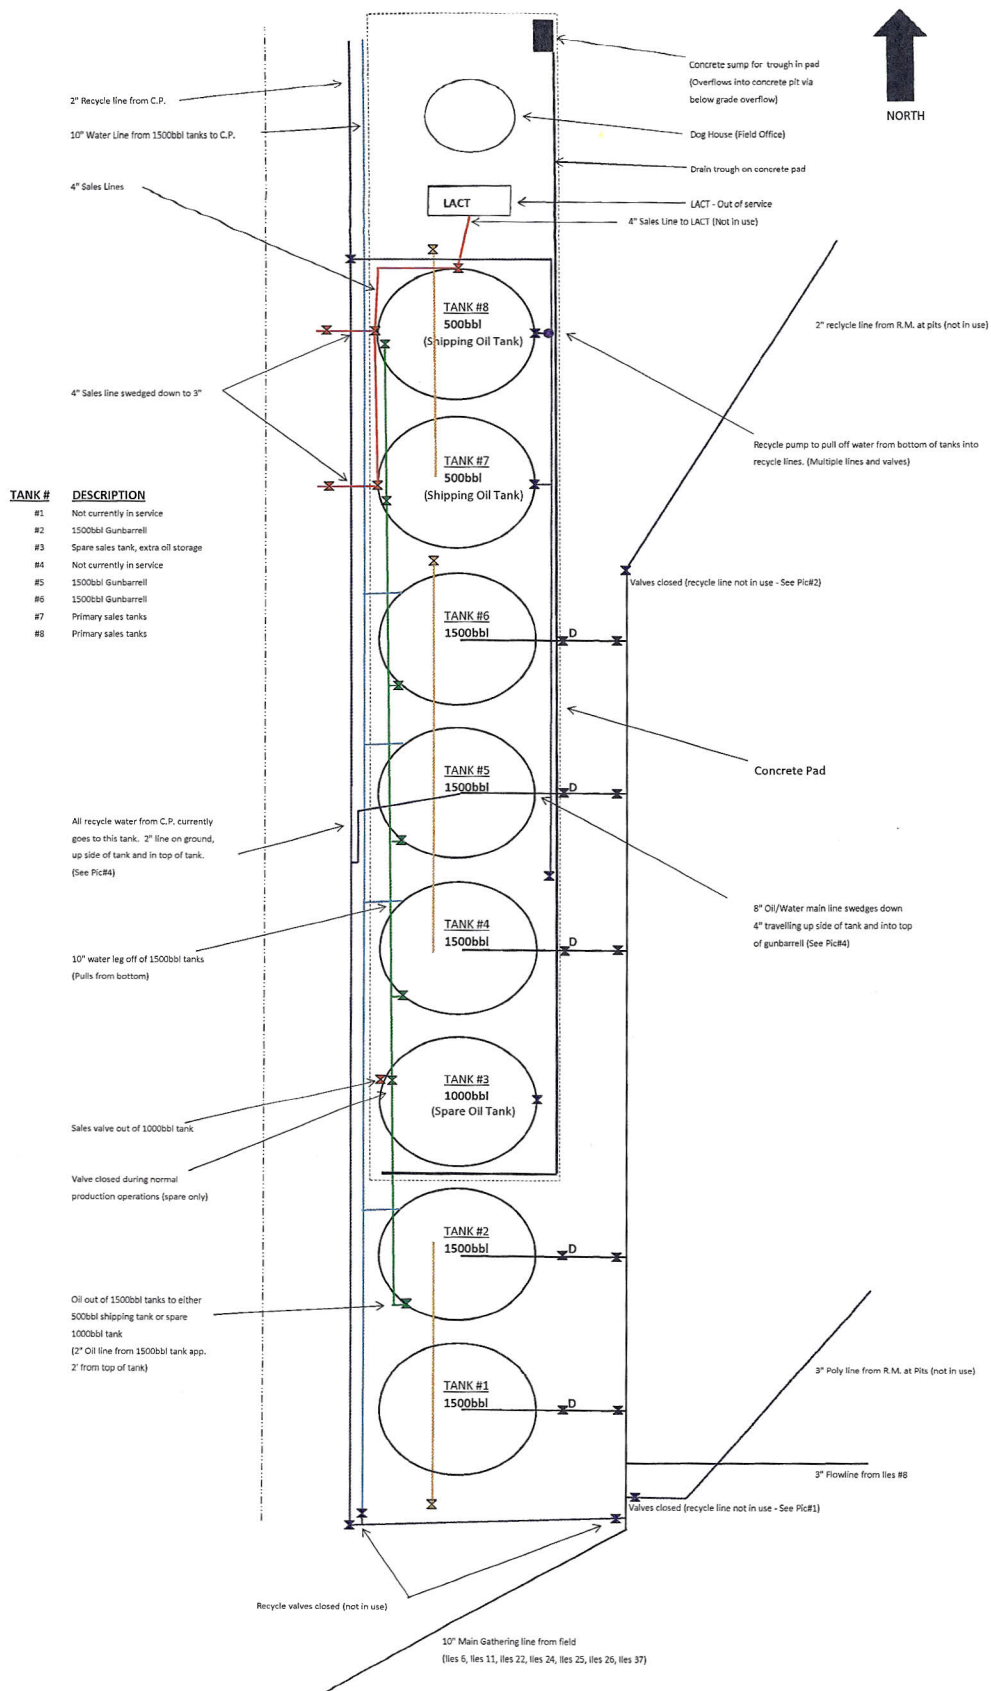 Concrete sump for trough in pad
(Overflows into concrete pit via
below grade overflow)
NORTH
2" Recycle line from C.P.
10" Water Line from 1500bbl tanks to C.P.
Dog House (Field Office)
Drain trough on concrete pad
4" Sales Lines
LACT
LACT - Out of service
4" Sales Line to LACT (Not in use)
TANK #8
500bbl
(Shipping Oil Tank)
2" reclycle line from R.M. at pits (not in use)
4" Sales line swedged down to 3"
Recycle pump to pull off water from bottom of tanks into
recycle lines. (Multiple lines and valves)
TANK #7
500bbl
(Shipping Oil Tank)
TANK # DESCRIPTION
#1 Not currently in service
#2 1500bbl Gunbarrell
#3 Spare sales tank, extra oil storage
#4 Not currently in service
#5 1500bbl Gunbarrell
#6 1500bbl Gunbarrell
#7 Primary sales tanks
#8 Primary sales tanks
Valves closed (recycle line not in use - See Pic#2)
TANK #6
1500bbl
D
TANK #5
1500bbl
D
Concrete Pad
All recycle water from C.P. currently
goes to this tank. 2" line on ground,
up side of tank and in top of tank.
(See Pic#4)
8" Oil/Water main line swedges down
4" travelling up side of tank and into top
of gunbarrell (See Pic#4)
TANK #4
1500bbl
D
10" water leg off of 1500bbl tanks
(Pulls from bottom)
TANK #3
1000bbl
(Spare Oil Tank)
Sales valve out of 1000bbl tank
Valve closed during normal
production operations (spare only)
TANK #2
1500bbl
D
Oil out of 1500bbl tanks to either
500bbl shipping tank or spare
1000bbl tank
(2" Oil line from 1500bbl tank app.
2' from top of tank)
TANK #1
1500bbl
D
3" Poly line from R.M. at Pits (not in use)
3" Flowline from Iles #8
Valves closed (recycle line not in use - See Pic#1)
Recycle valves closed (not in use)
10" Main Gathering line from field
(Iles 6, Iles 11, Iles 22, Iles 24, Iles 25, Iles 26, Iles 37)